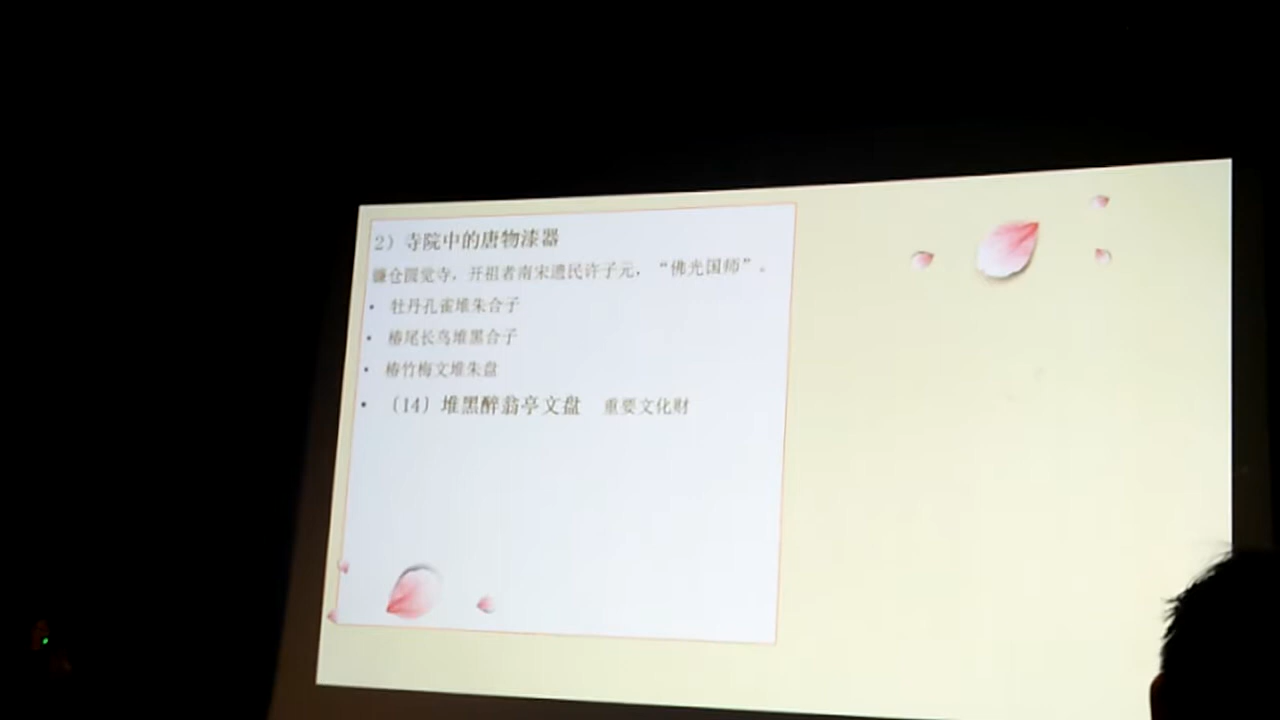 2）寺院中的唐物漆器
镰仓圆觉寺，开祖者南宋遗民许子元，“佛光国师”。
• 牡丹孔雀堆朱合子
• 椿尾长鸟堆黑合子
• 椿竹梅文堆朱盘
• （14）堆黑醉翁亭文盘 重要文化财